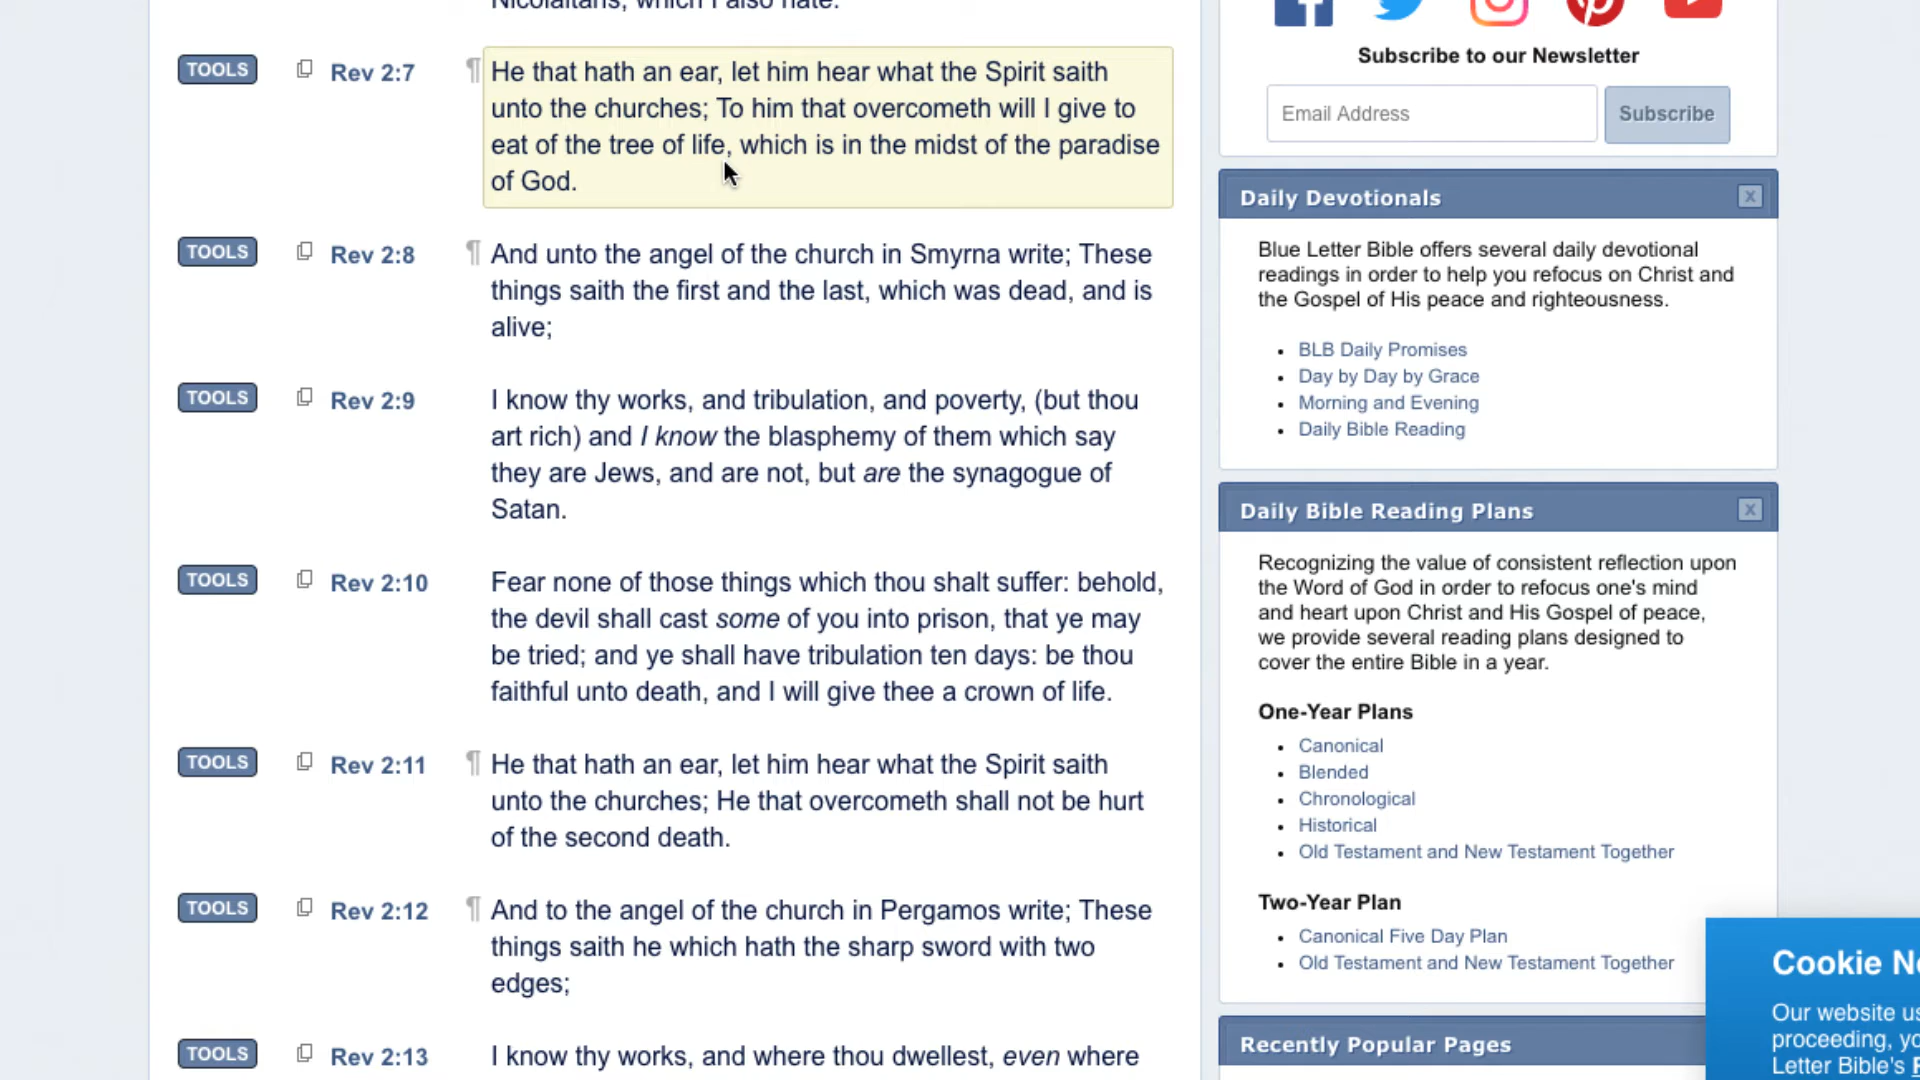 Nicolaitans, which I also hate.
TOOLS Rev 2:7 ¶ He that hath an ear, let him hear what the Spirit saith
unto the churches; To him that overcometh will I give to
eat of the tree of life, which is in the midst of the paradise
of God.
TOOLS Rev 2:8 ¶ And unto the angel of the church in Smyrna write; These
things saith the first and the last, which was dead, and is
alive;
TOOLS Rev 2:9 I know thy works, and tribulation, and poverty, (but thou
art rich) and I know the blasphemy of them which say
they are Jews, and are not, but are the synagogue of
Satan.
TOOLS Rev 2:10 Fear none of those things which thou shalt suffer: behold,
the devil shall cast some of you into prison, that ye may
be tried; and ye shall have tribulation ten days: be thou
faithful unto death, and I will give thee a crown of life.
TOOLS Rev 2:11 ¶ He that hath an ear, let him hear what the Spirit saith
unto the churches; He that overcometh shall not be hurt
of the second death.
TOOLS Rev 2:12 ¶ And to the angel of the church in Pergamos write; These
things saith he which hath the sharp sword with two
edges;
TOOLS Rev 2:13 I know thy works, and where thou dwellest, even where
Subscribe to our Newsletter
Email Address Subscribe
Daily Devotionals x
Blue Letter Bible offers several daily devotional
readings in order to help you refocus on Christ and
the Gospel of His peace and righteousness.
• BLB Daily Promises
• Day by Day by Grace
• Morning and Evening
• Daily Bible Reading
Daily Bible Reading Plans x
Recognizing the value of consistent reflection upon
the Word of God in order to refocus one's mind
and heart upon Christ and His Gospel of peace,
we provide several reading plans designed to
cover the entire Bible in a year.
One-Year Plans
• Canonical
• Blended
• Chronological
• Historical
• Old Testament and New Testament Together
Two-Year Plan
• Canonical Five Day Plan
• Old Testament and New Testament Together
Recently Popular Pages
Cookie
Our website
proceeding,
Letter Bible's